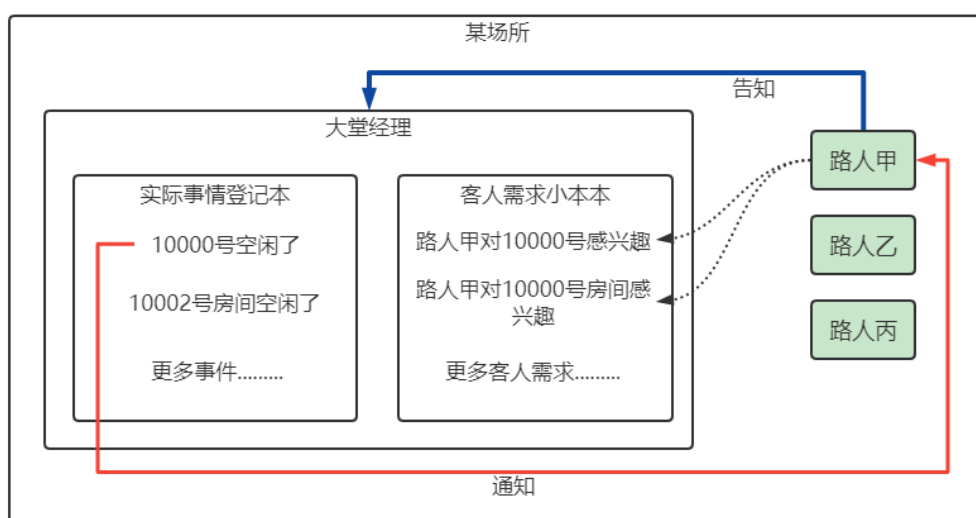 某场所
告知
大堂经理
路人甲
实际事情登记本
客人需求小本本
10000号空闲了
路人甲对10000号感兴趣
路人乙
10002号房间空闲了
路人甲对10000号房间感
兴趣
路人丙
更多事件.........
更多客人需求.........
通知